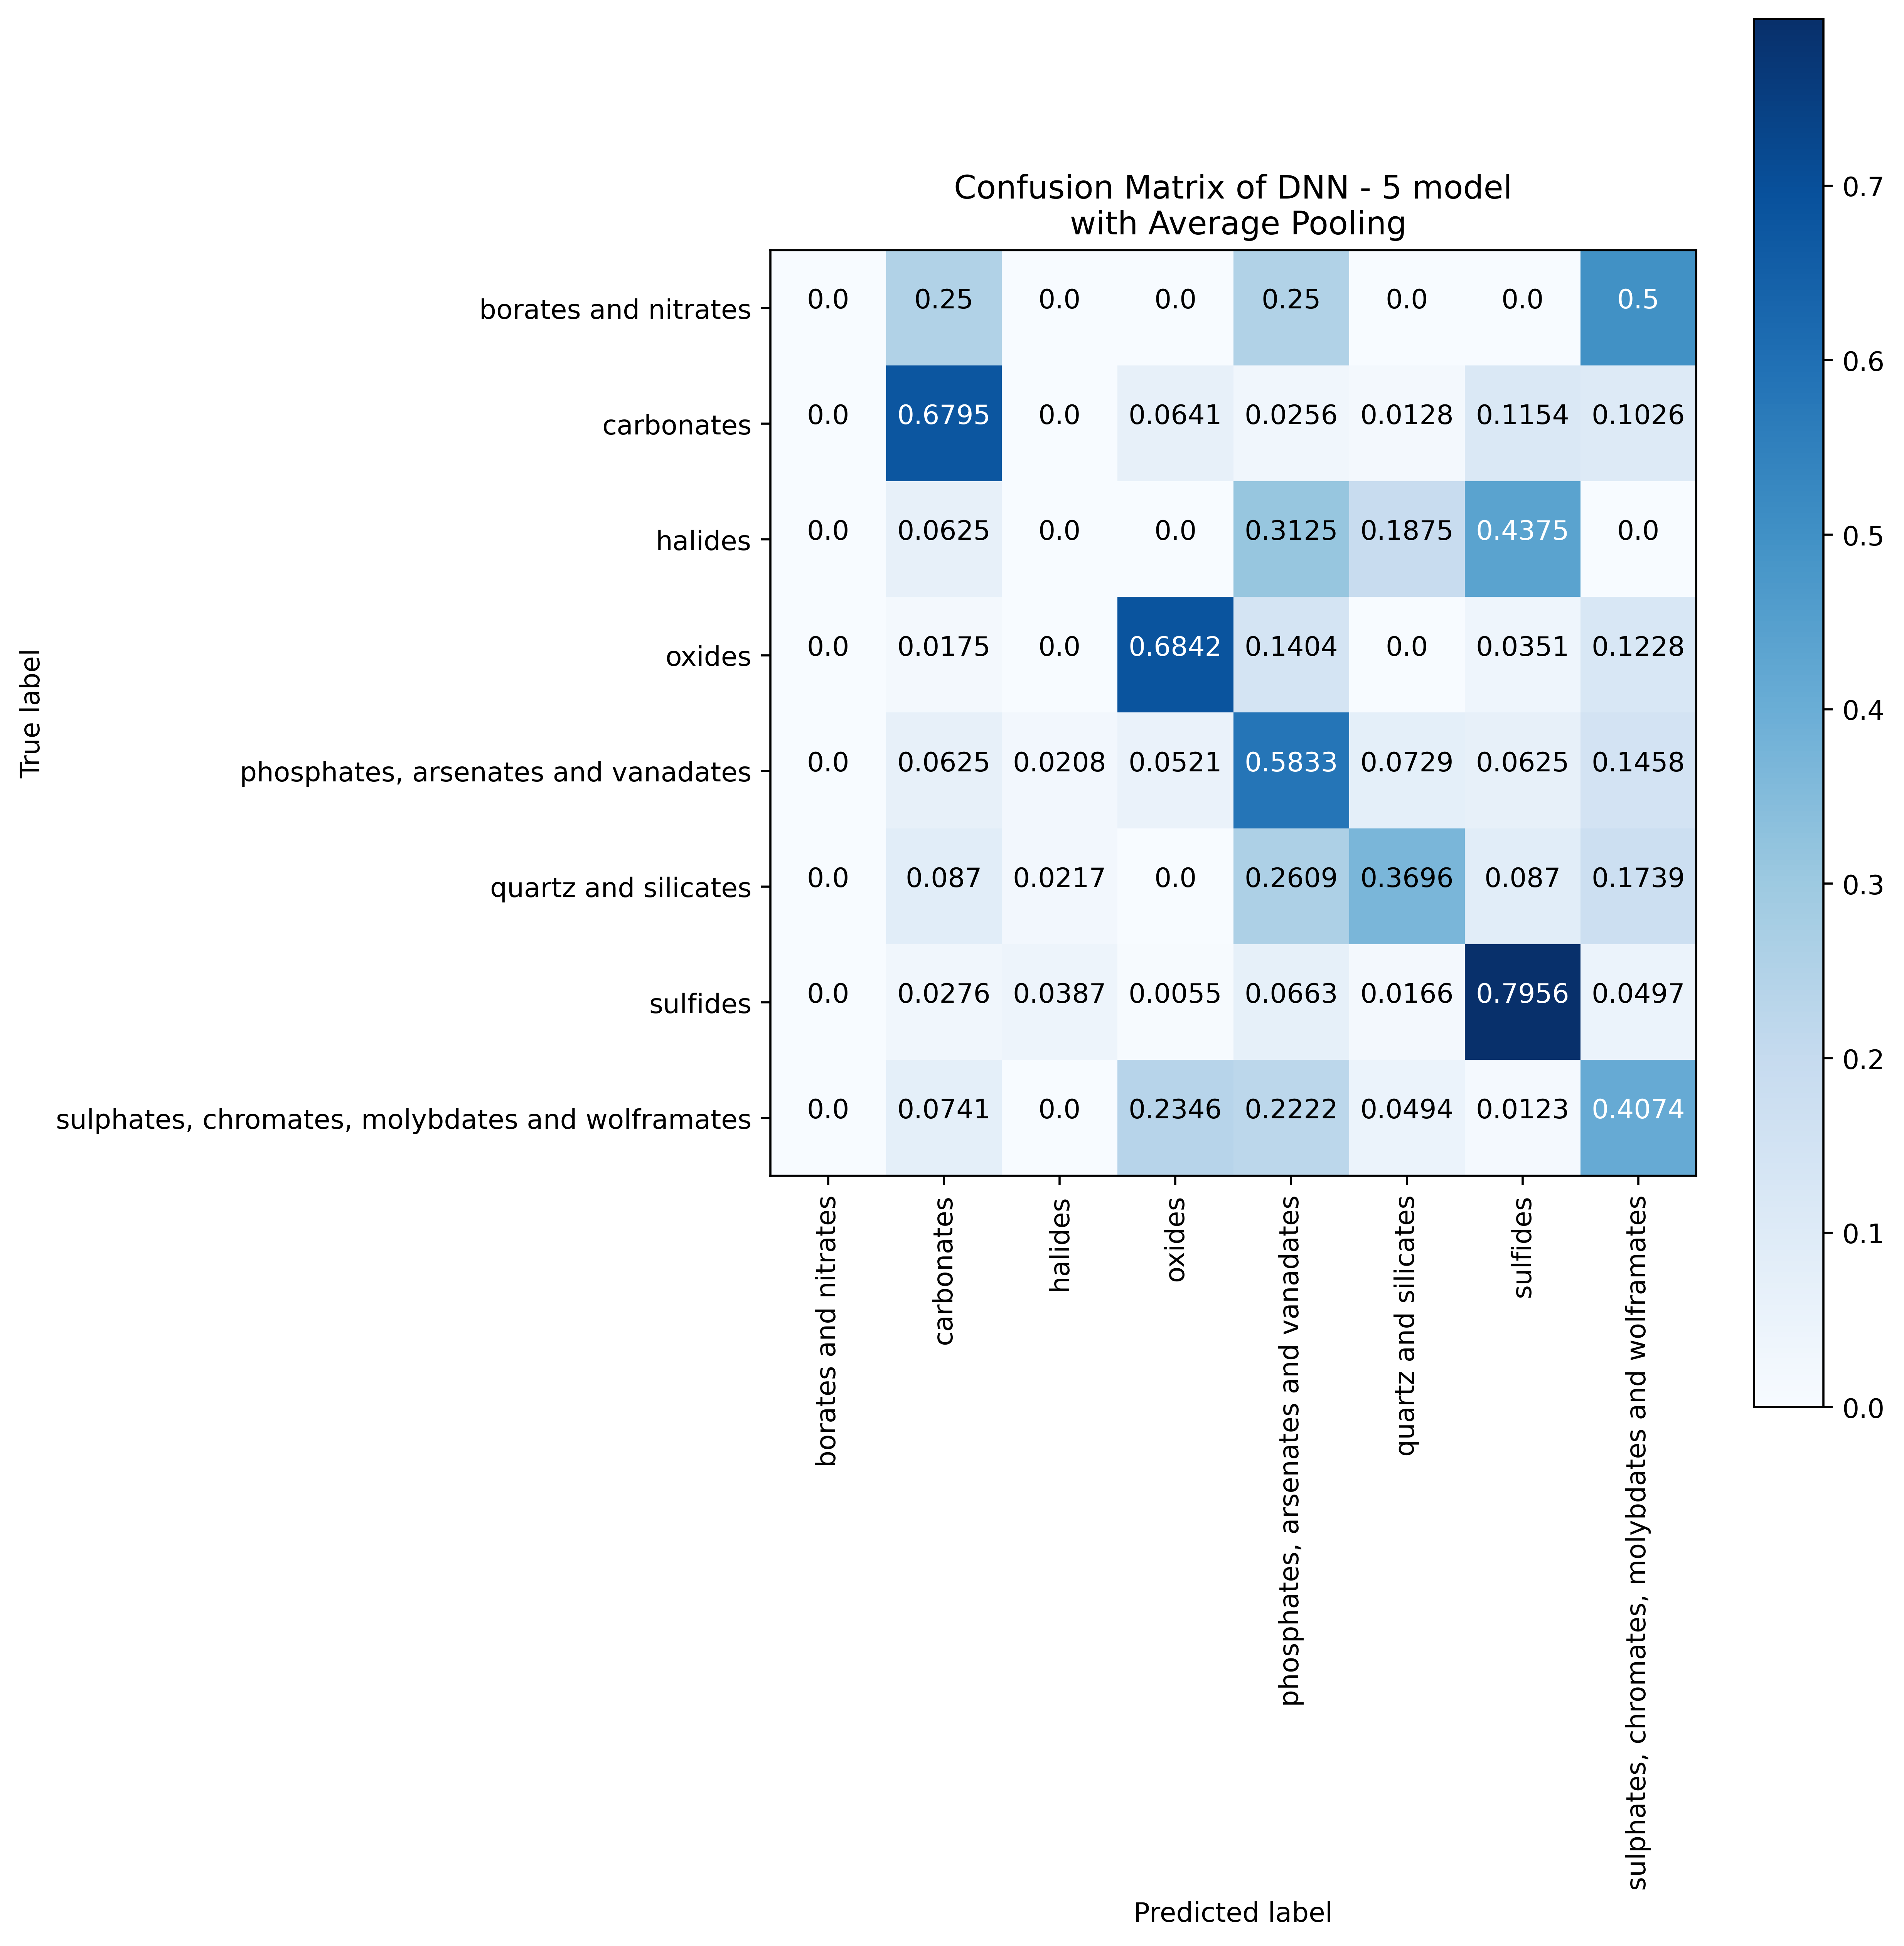 Confusion Matrix of DNN - 5 model
with Average Pooling
True label
borates and nitrates 0.0 0.25 0.0 0.0 0.25 0.0 0.0 0.5
carbonates 0.0 0.6795 0.0 0.0641 0.0256 0.0128 0.1154 0.1026
halides 0.0 0.0625 0.0 0.0 0.3125 0.1875 0.4375 0.0
oxides 0.0 0.0175 0.0 0.6842 0.1404 0.0 0.0351 0.1228
phosphates, arsenates and vanadates 0.0 0.0625 0.0208 0.0521 0.5833 0.0729 0.0625 0.1458
quartz and silicates 0.0 0.087 0.0217 0.0 0.2609 0.3696 0.087 0.1739
sulfides 0.0 0.0276 0.0387 0.0055 0.0663 0.0166 0.7956 0.0497
sulphates, chromates, molybdates and wolframates 0.0 0.0741 0.0 0.2346 0.2222 0.0494 0.0123 0.4074
borates and nitrates
carbonates
halides
oxides
phosphates, arsenates and vanadates
quartz and silicates
sulfides
sulphates, chromates, molybdates and wolframates
Predicted label
0.7
0.6
0.5
0.4
0.3
0.2
0.1
0.0